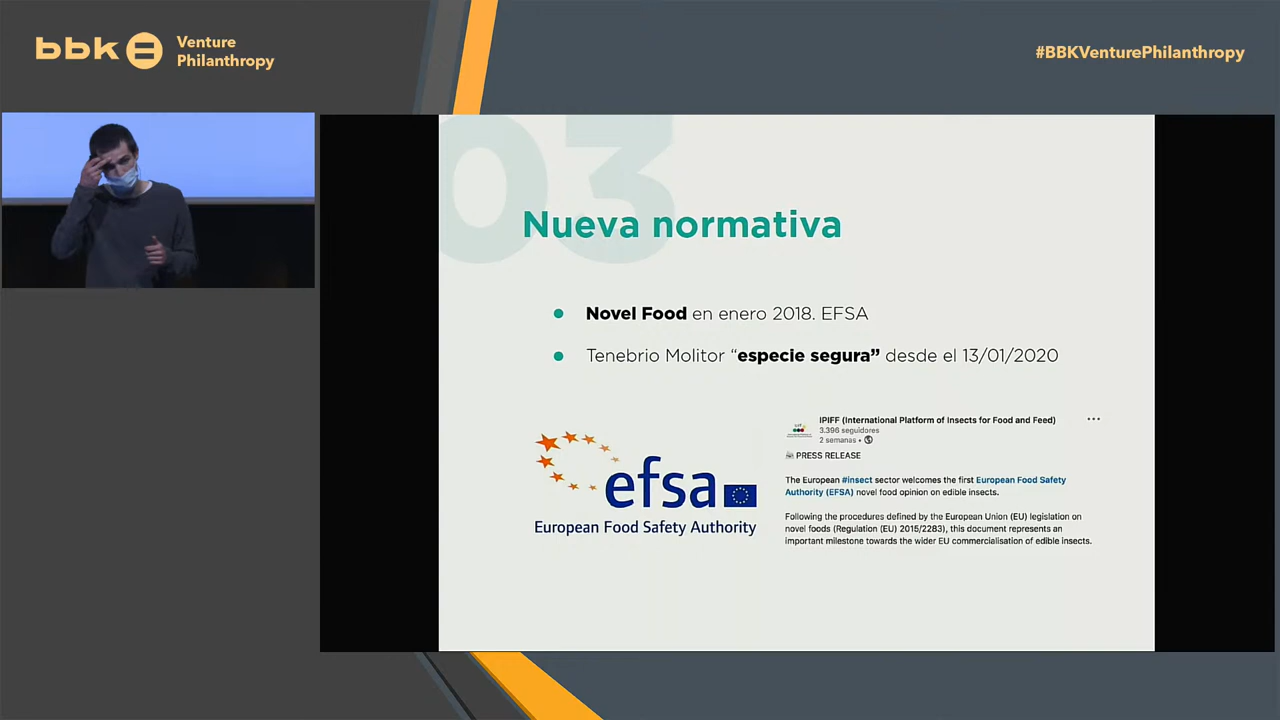 bbk
Venture
Philanthropy
#BBKVenturePhilanthropy
03
Nueva normativa
Novel Food en enero 2018. EFSA
Tenebrio Molitor “especie segura” desde el 13/01/2020
efsa
European Food Safety Authority
IPIFF (International Platform of Insects for Food and Feed)
3.396 seguidores
2 semanas •
PRESS RELEASE
The European #insect sector welcomes the first European Food Safety
Authority (EFSA) novel food opinion on edible insects.
Following the procedures defined by the European Union (EU) legislation on
novel foods (Regulation (EU) 2015/2283), this document represents an
important milestone towards the wider EU commercialisation of edible insects.